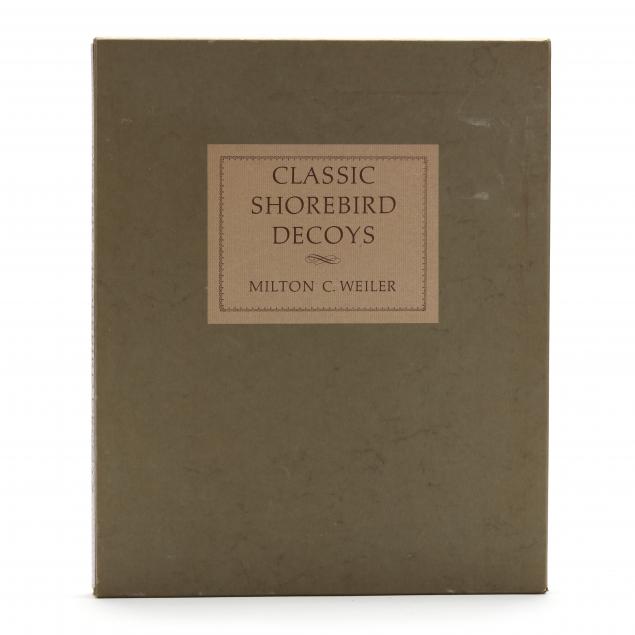 CLASSIC
SHOREBIRD
DECOYS
MILTON C. WEILER